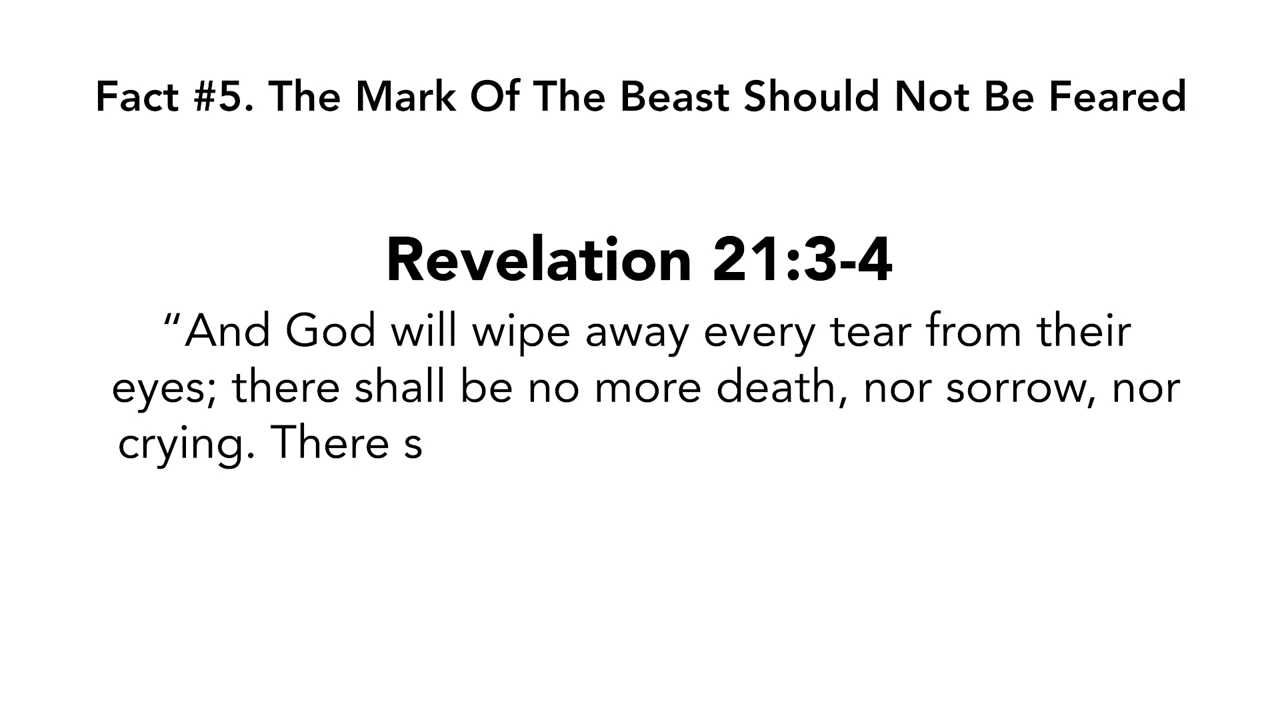 Fact #5. The Mark Of The Beast Should Not Be Feared
Revelation 21:3-4
“And God will wipe away every tear from their
eyes; there shall be no more death, nor sorrow, nor
crying. There s